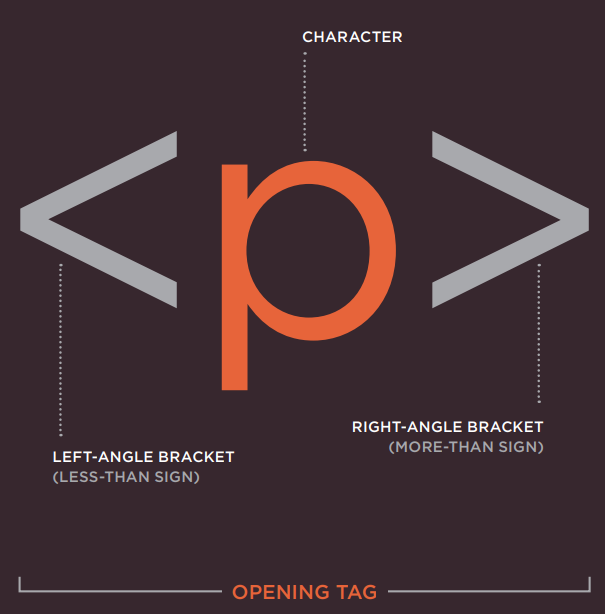 CHARACTER
<p>
LEFT-ANGLE BRACKET
(LESS-THAN SIGN)
RIGHT-ANGLE BRACKET
(MORE-THAN SIGN)
OPENING TAG